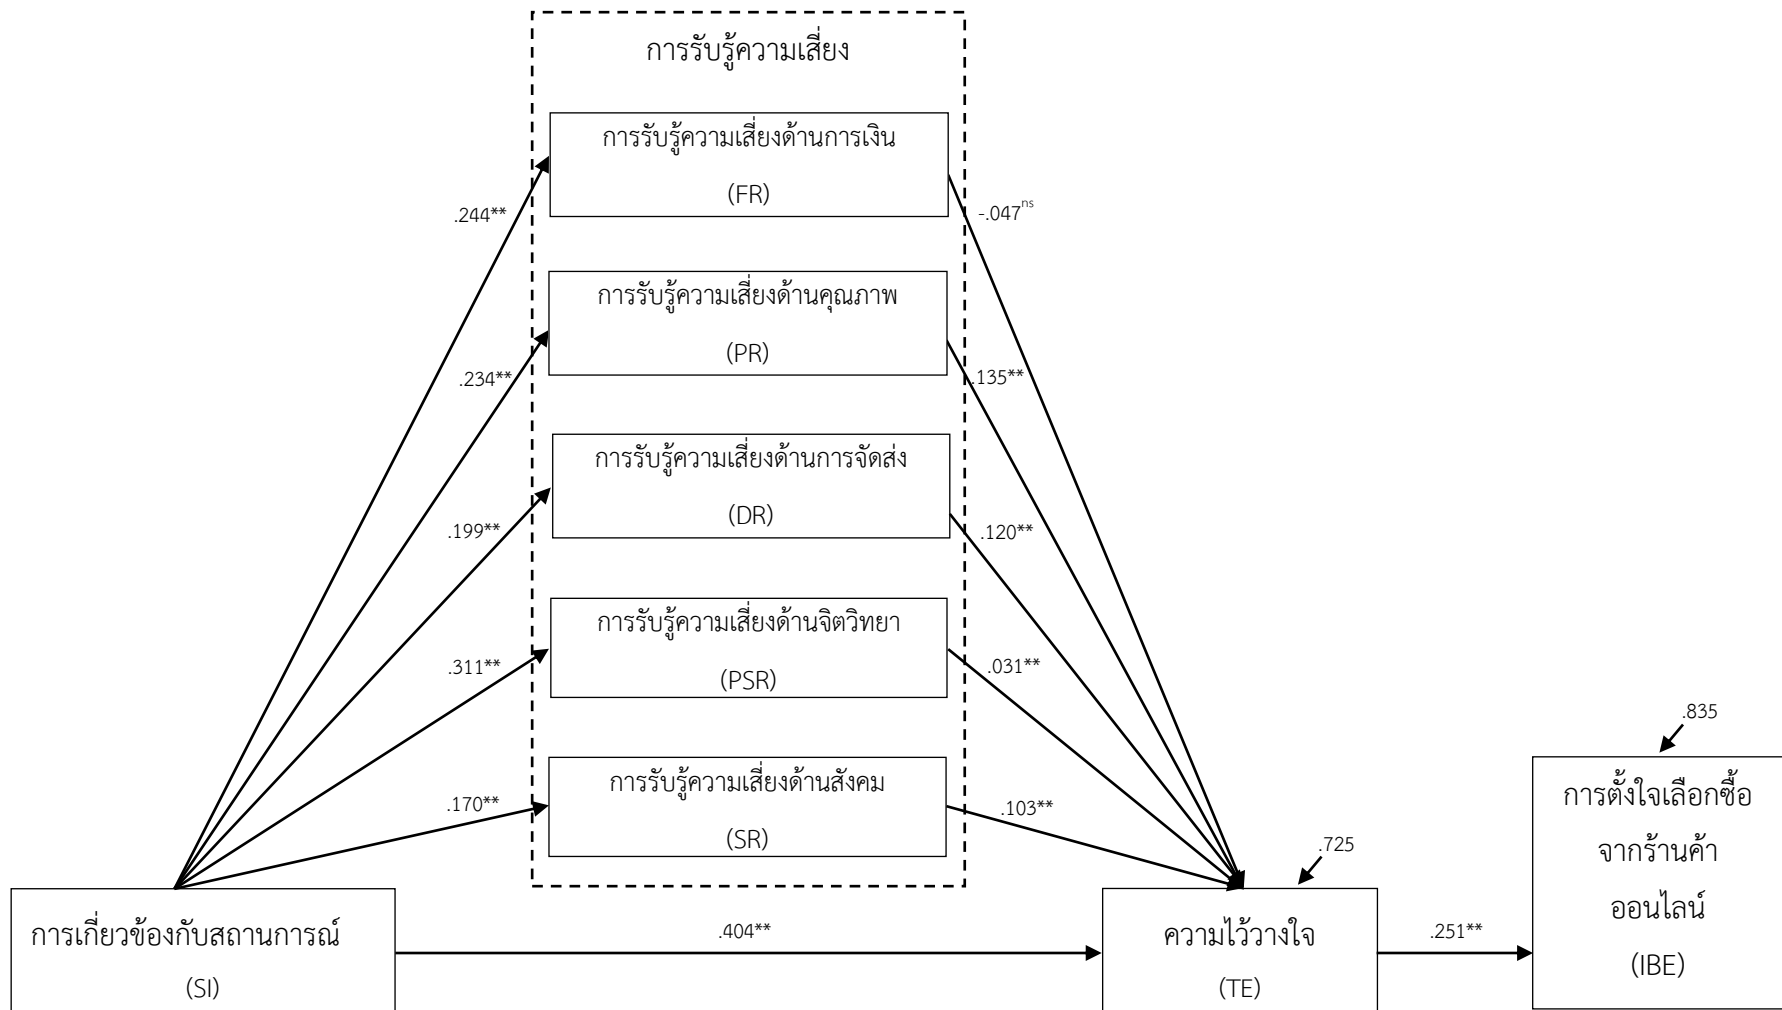 การรับรู้ความเสี่ยง
การรับรู้ความเสี่ยงด้านการเงิน
(FR)
.244**
-.047ns
การรับรู้ความเสี่ยงด้านคุณภาพ
(PR)
.234**
.135**
การรับรู้ความเสี่ยงด้านการจัดส่ง
(DR)
.199**
.120**
การรับรู้ความเสี่ยงด้านจิตวิทยา
(PSR)
.311**
.031**
การรับรู้ความเสี่ยงด้านสังคม
(SR)
.170**
.103**
.725
.835
การเกี่ยวข้องกับสถานการณ์
(SI)
.404**
ความไว้วางใจ
(TE)
.251**
การตั้งใจเลือกซื้อ
จากร้านค้า
ออนไลน์
(IBE)